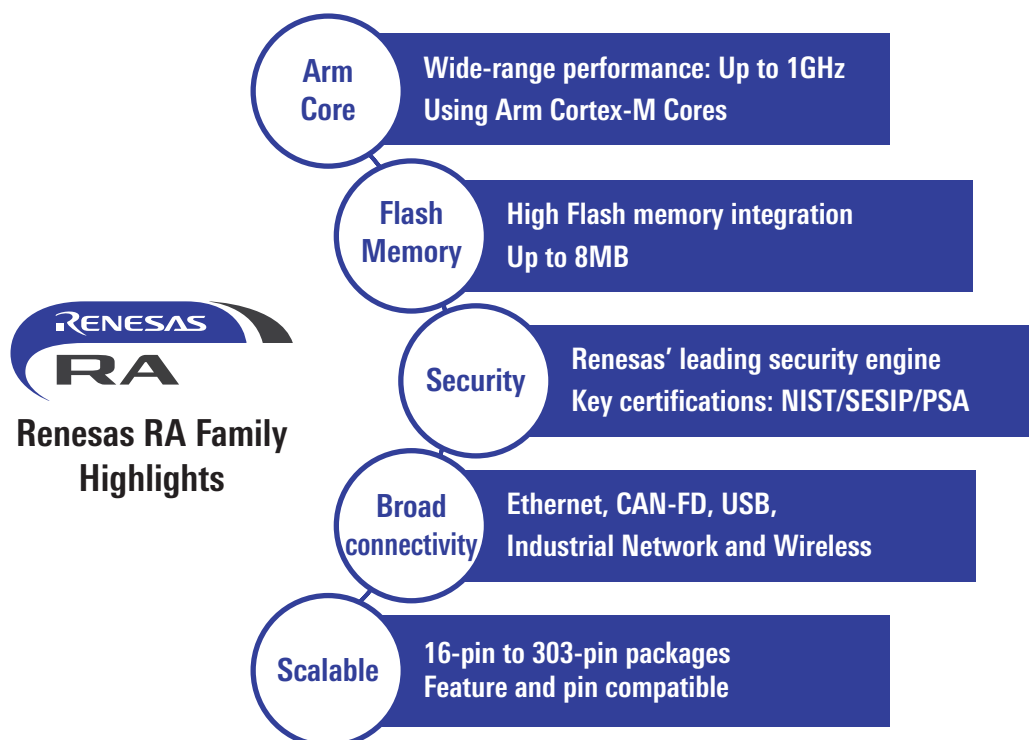 RENESAS
RA
Renesas RA Family
Highlights
Arm
Core
Wide-range performance: Up to 1GHz
Using Arm Cortex-M Cores
Flash
Memory
High Flash memory integration
Up to 8MB
Security
Renesas’ leading security engine
Key certifications: NIST/SESIP/PSA
Broad
connectivity
Ethernet, CAN-FD, USB,
Industrial Network and Wireless
Scalable
16-pin to 303-pin packages
Feature and pin compatible